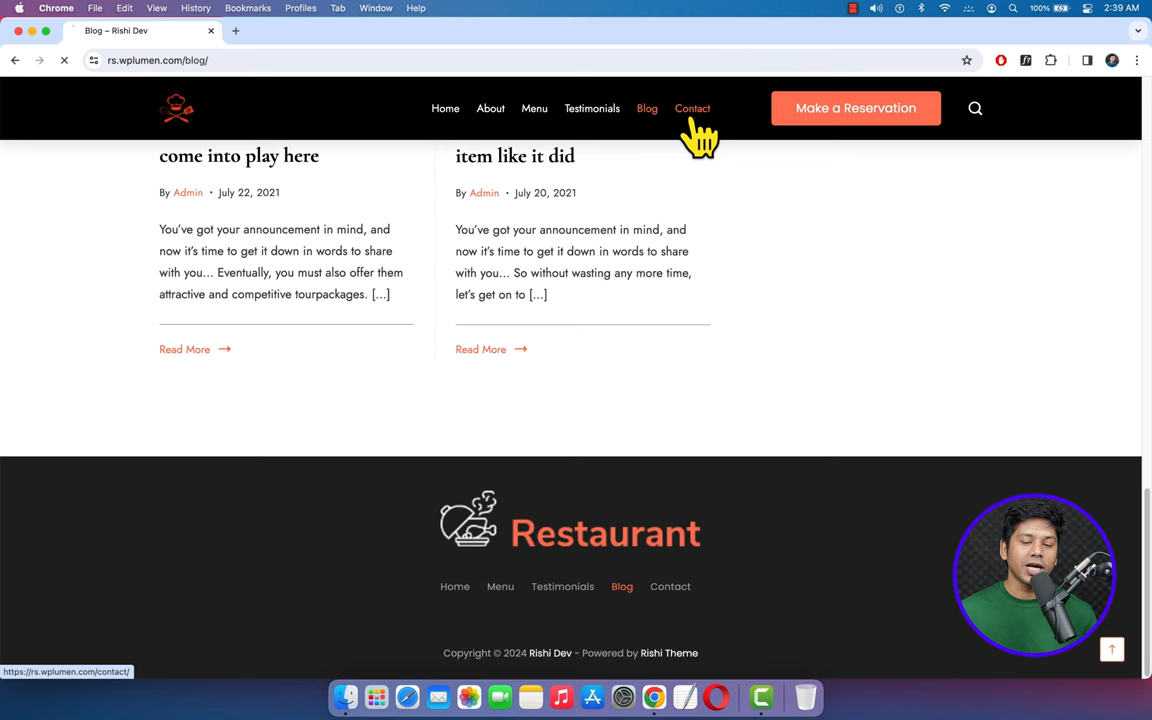 Chrome File Edit View History Bookmarks Profiles Tab Window Help 100% 2:39 AM
Blog – Rishi Dev
rs.wplumen.com/blog/
Home About Menu Testimonials Blog Contact Make a Reservation
come into play here
By Admin • July 22, 2021
You’ve got your announcement in mind, and
now it’s time to get it down in words to share
with you… Eventually, you must also offer them
attractive and competitive tourpackages. […]
Read More
item like it did
By Admin • July 20, 2021
You’ve got your announcement in mind, and
now it’s time to get it down in words to share
with you… So without wasting any more time,
let’s get on to […]
Read More
Restaurant
Home Menu Testimonials Blog Contact
Copyright © 2024 Rishi Dev - Powered by Rishi Theme
https://rs.wplumen.com/contact/